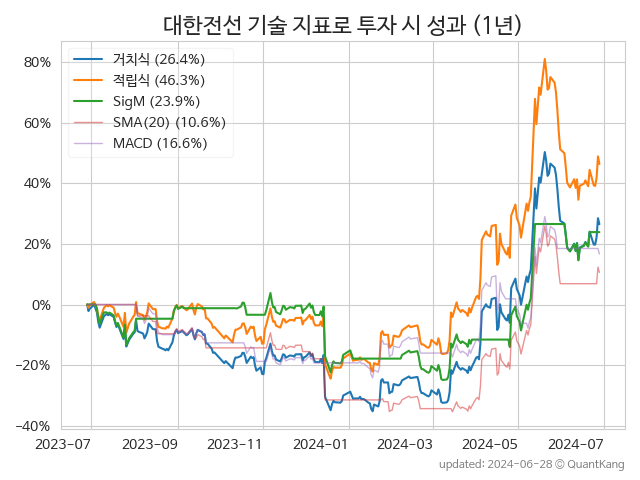 대한전선 기술 지표로 투자 시 성과 (1년)
80%
60%
40%
20%
0%
−20%
−40%
거치식 (26.4%)
적립식 (46.3%)
SigM (23.9%)
SMA(20) (10.6%)
MACD (16.6%)
2023-07 2023-09 2023-11 2024-01 2024-03 2024-05 2024-07
updated: 2024-06-28 ⓒ QuantKang